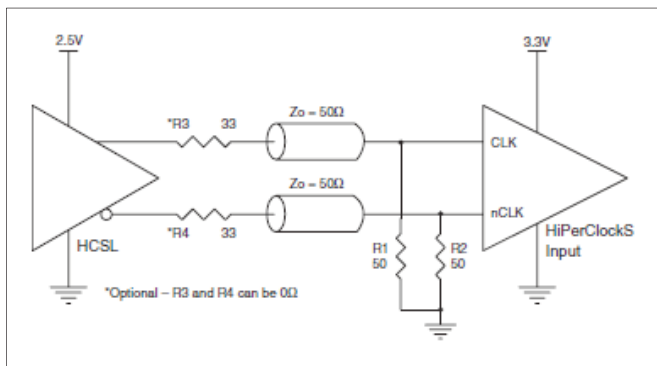 2.5V
3.3V
*R3 33
Zo = 50Ω
CLK
Zo = 50Ω
nCLK
*R4 33
HCSL
R1
50
R2
50
HiPerClockS
Input
*Optional – R3 and R4 can be 0Ω